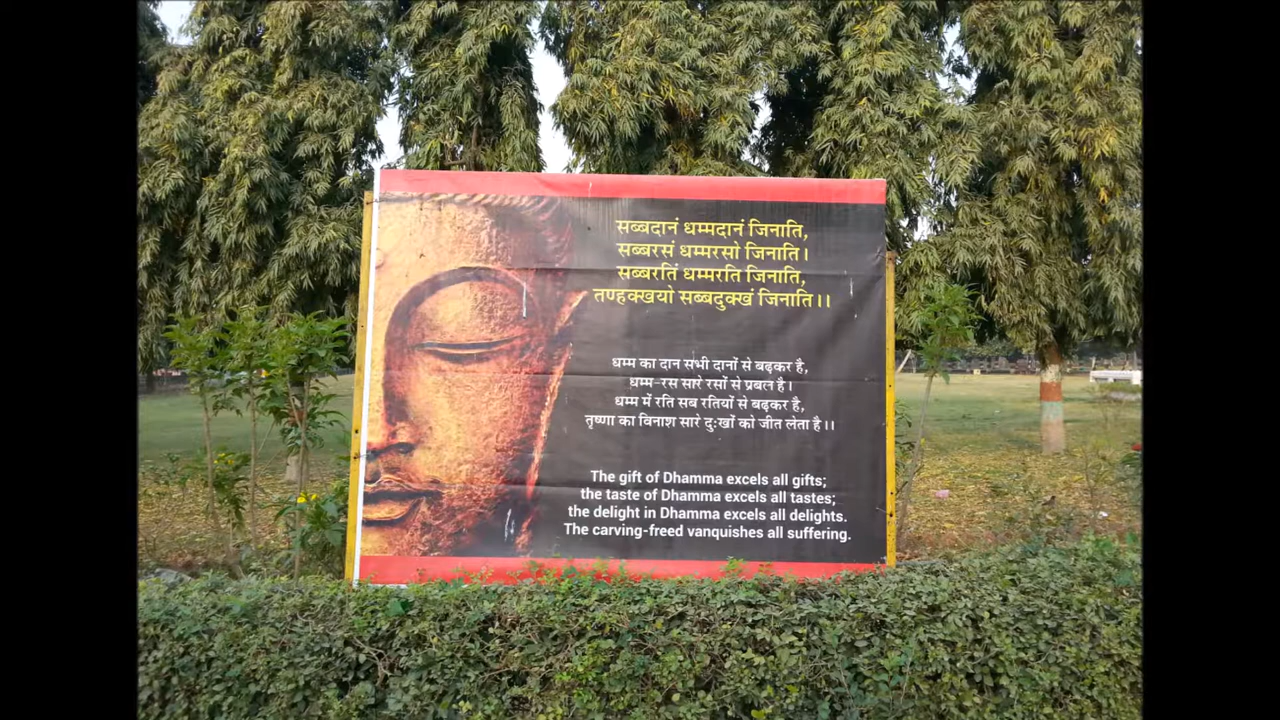 सब्बदानं धम्मदानं जिनाति,
सब्बरसं धम्मरसो जिनाति।
सब्बरतिं धम्मरति जिनाति,
तण्हक्खयो सब्बदुक्खं जिनाति।।
धम्म का दान सभी दानों से बढ़कर है,
धम्म-रस सारे रसों से प्रबल है।
धम्म में रति सब रतियों से बढ़कर है,
तृष्णा का विनाश सारे दुःखों को जीत लेता है।।
The gift of Dhamma excels all gifts;
the taste of Dhamma excels all tastes;
the delight in Dhamma excels all delights.
The carving-freed vanquishes all suffering.